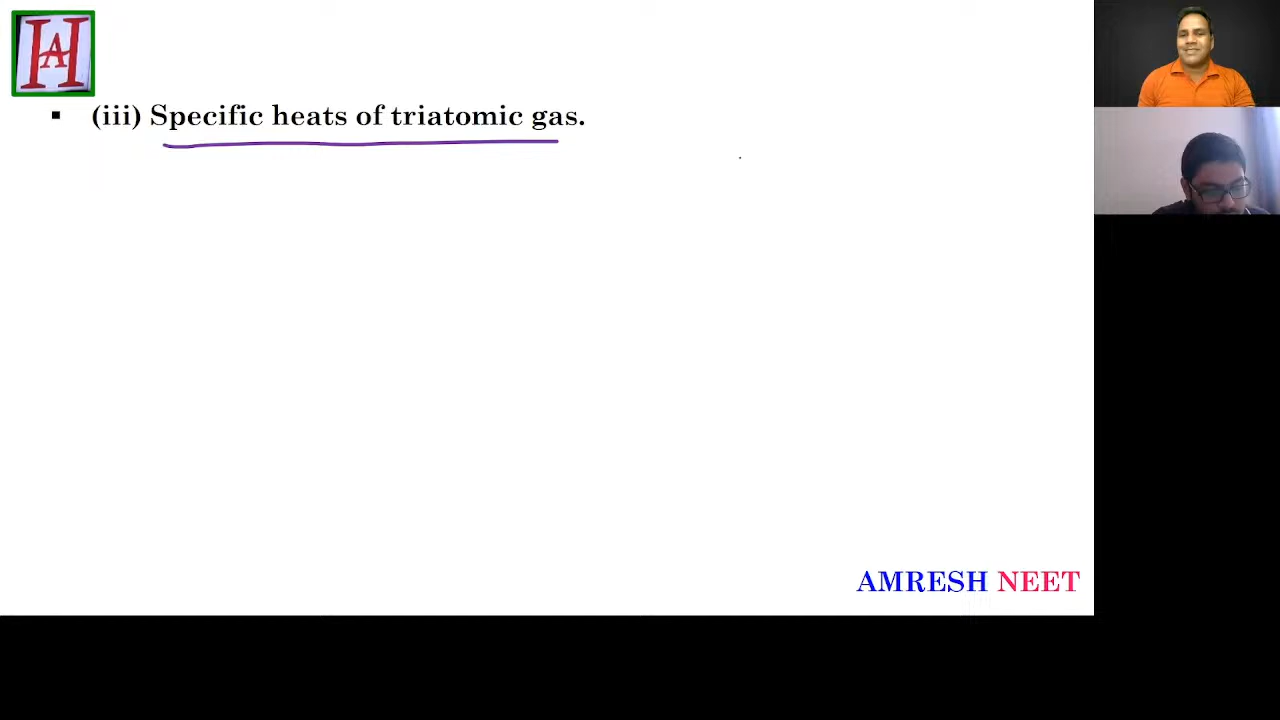 HA
▪ (iii) Specific heats of triatomic gas.
AMRESH NEET